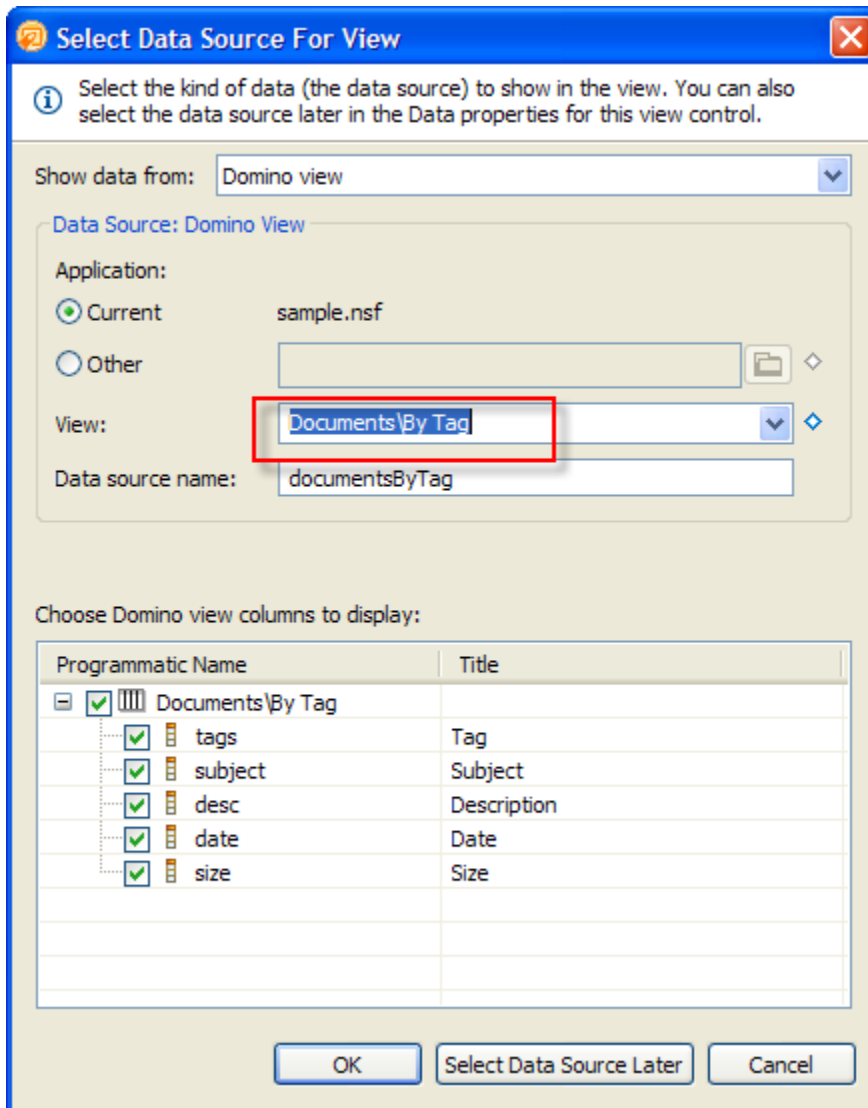 Select Data Source For View
Select the kind of data (the data source) to show in the view. You can also
select the data source later in the Data properties for this view control.
Show data from: Domino view
Data Source: Domino View
Application:
Current sample.nsf
Other
View: Documents\By Tag
Data source name: documentsByTag
Choose Domino view columns to display:
Programmatic Name Title
Documents\By Tag
tags Tag
subject Subject
desc Description
date Date
size Size
OK Select Data Source Later Cancel